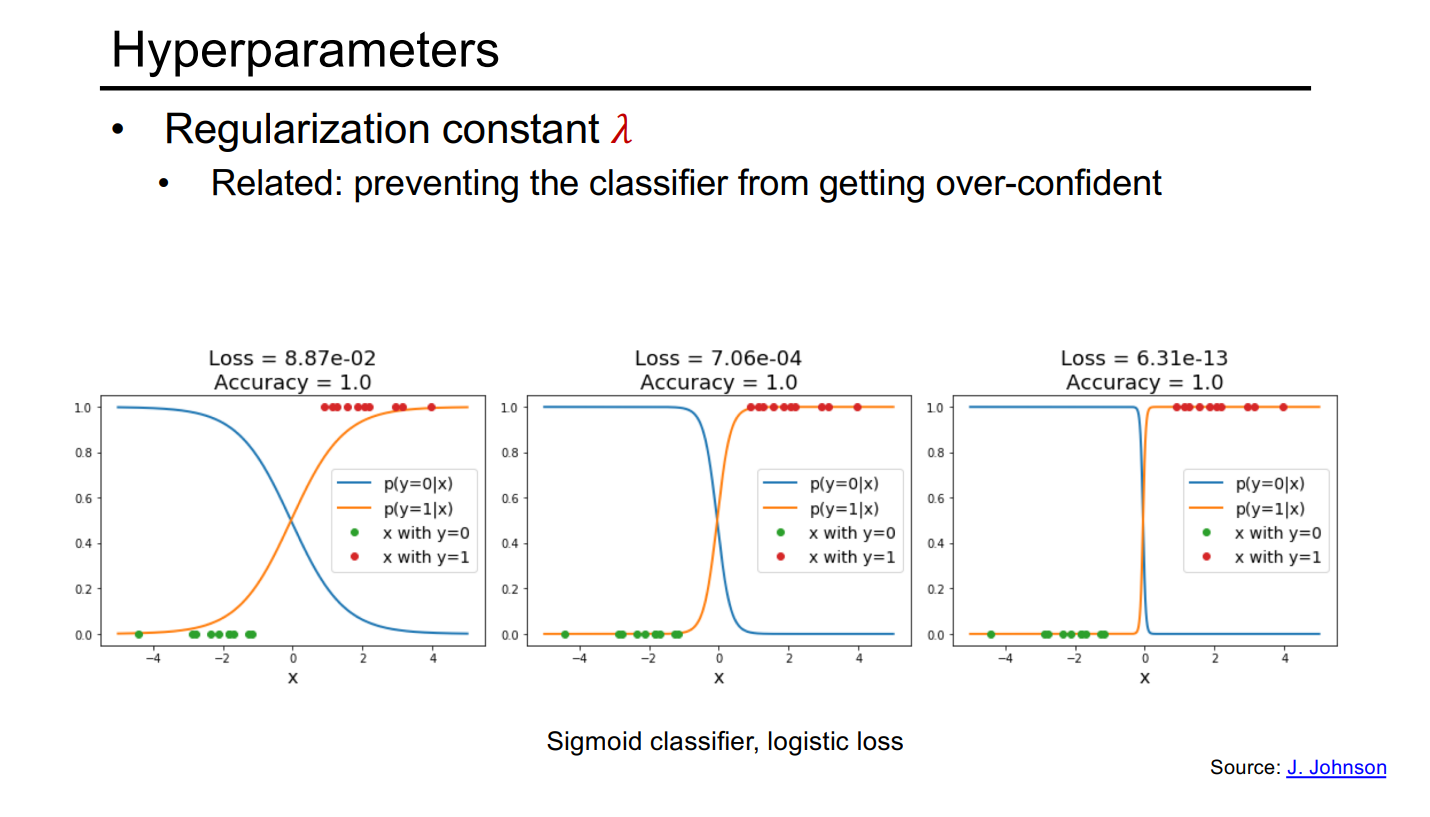 Hyperparameters
• Regularization constant λ
• Related: preventing the classifier from getting over-confident
Loss = 8.87e-02
Accuracy = 1.0
1.0
0.8
0.6
0.4
0.2
0.0
p(y=0|x)
p(y=1|x)
x with y=0
x with y=1
−4 −2 0 2 4
x
Loss = 7.06e-04
Accuracy = 1.0
1.0
0.8
0.6
0.4
0.2
0.0
p(y=0|x)
p(y=1|x)
x with y=0
x with y=1
−4 −2 0 2 4
x
Loss = 6.31e-13
Accuracy = 1.0
1.0
0.8
0.6
0.4
0.2
0.0
p(y=0|x)
p(y=1|x)
x with y=0
x with y=1
−4 −2 0 2 4
x
Sigmoid classifier, logistic loss
Source: J. Johnson